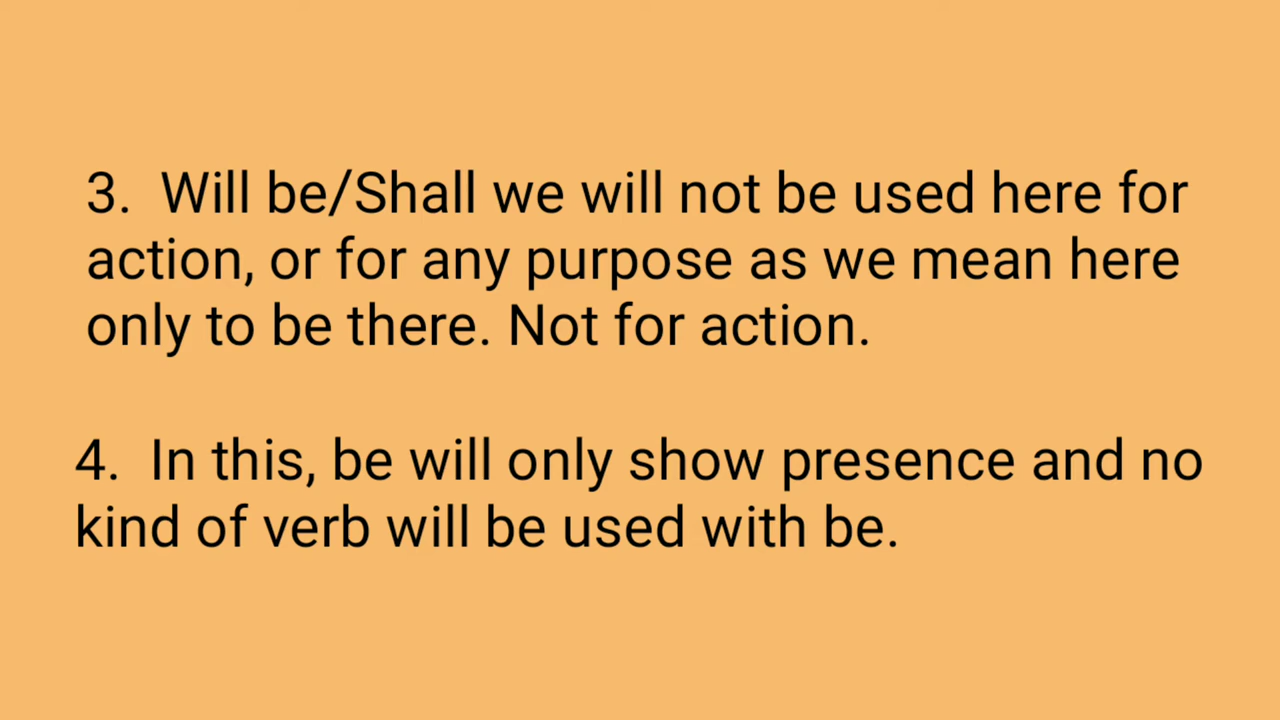 3. Will be/Shall we will not be used here for
action, or for any purpose as we mean here
only to be there. Not for action.
4. In this, be will only show presence and no
kind of verb will be used with be.